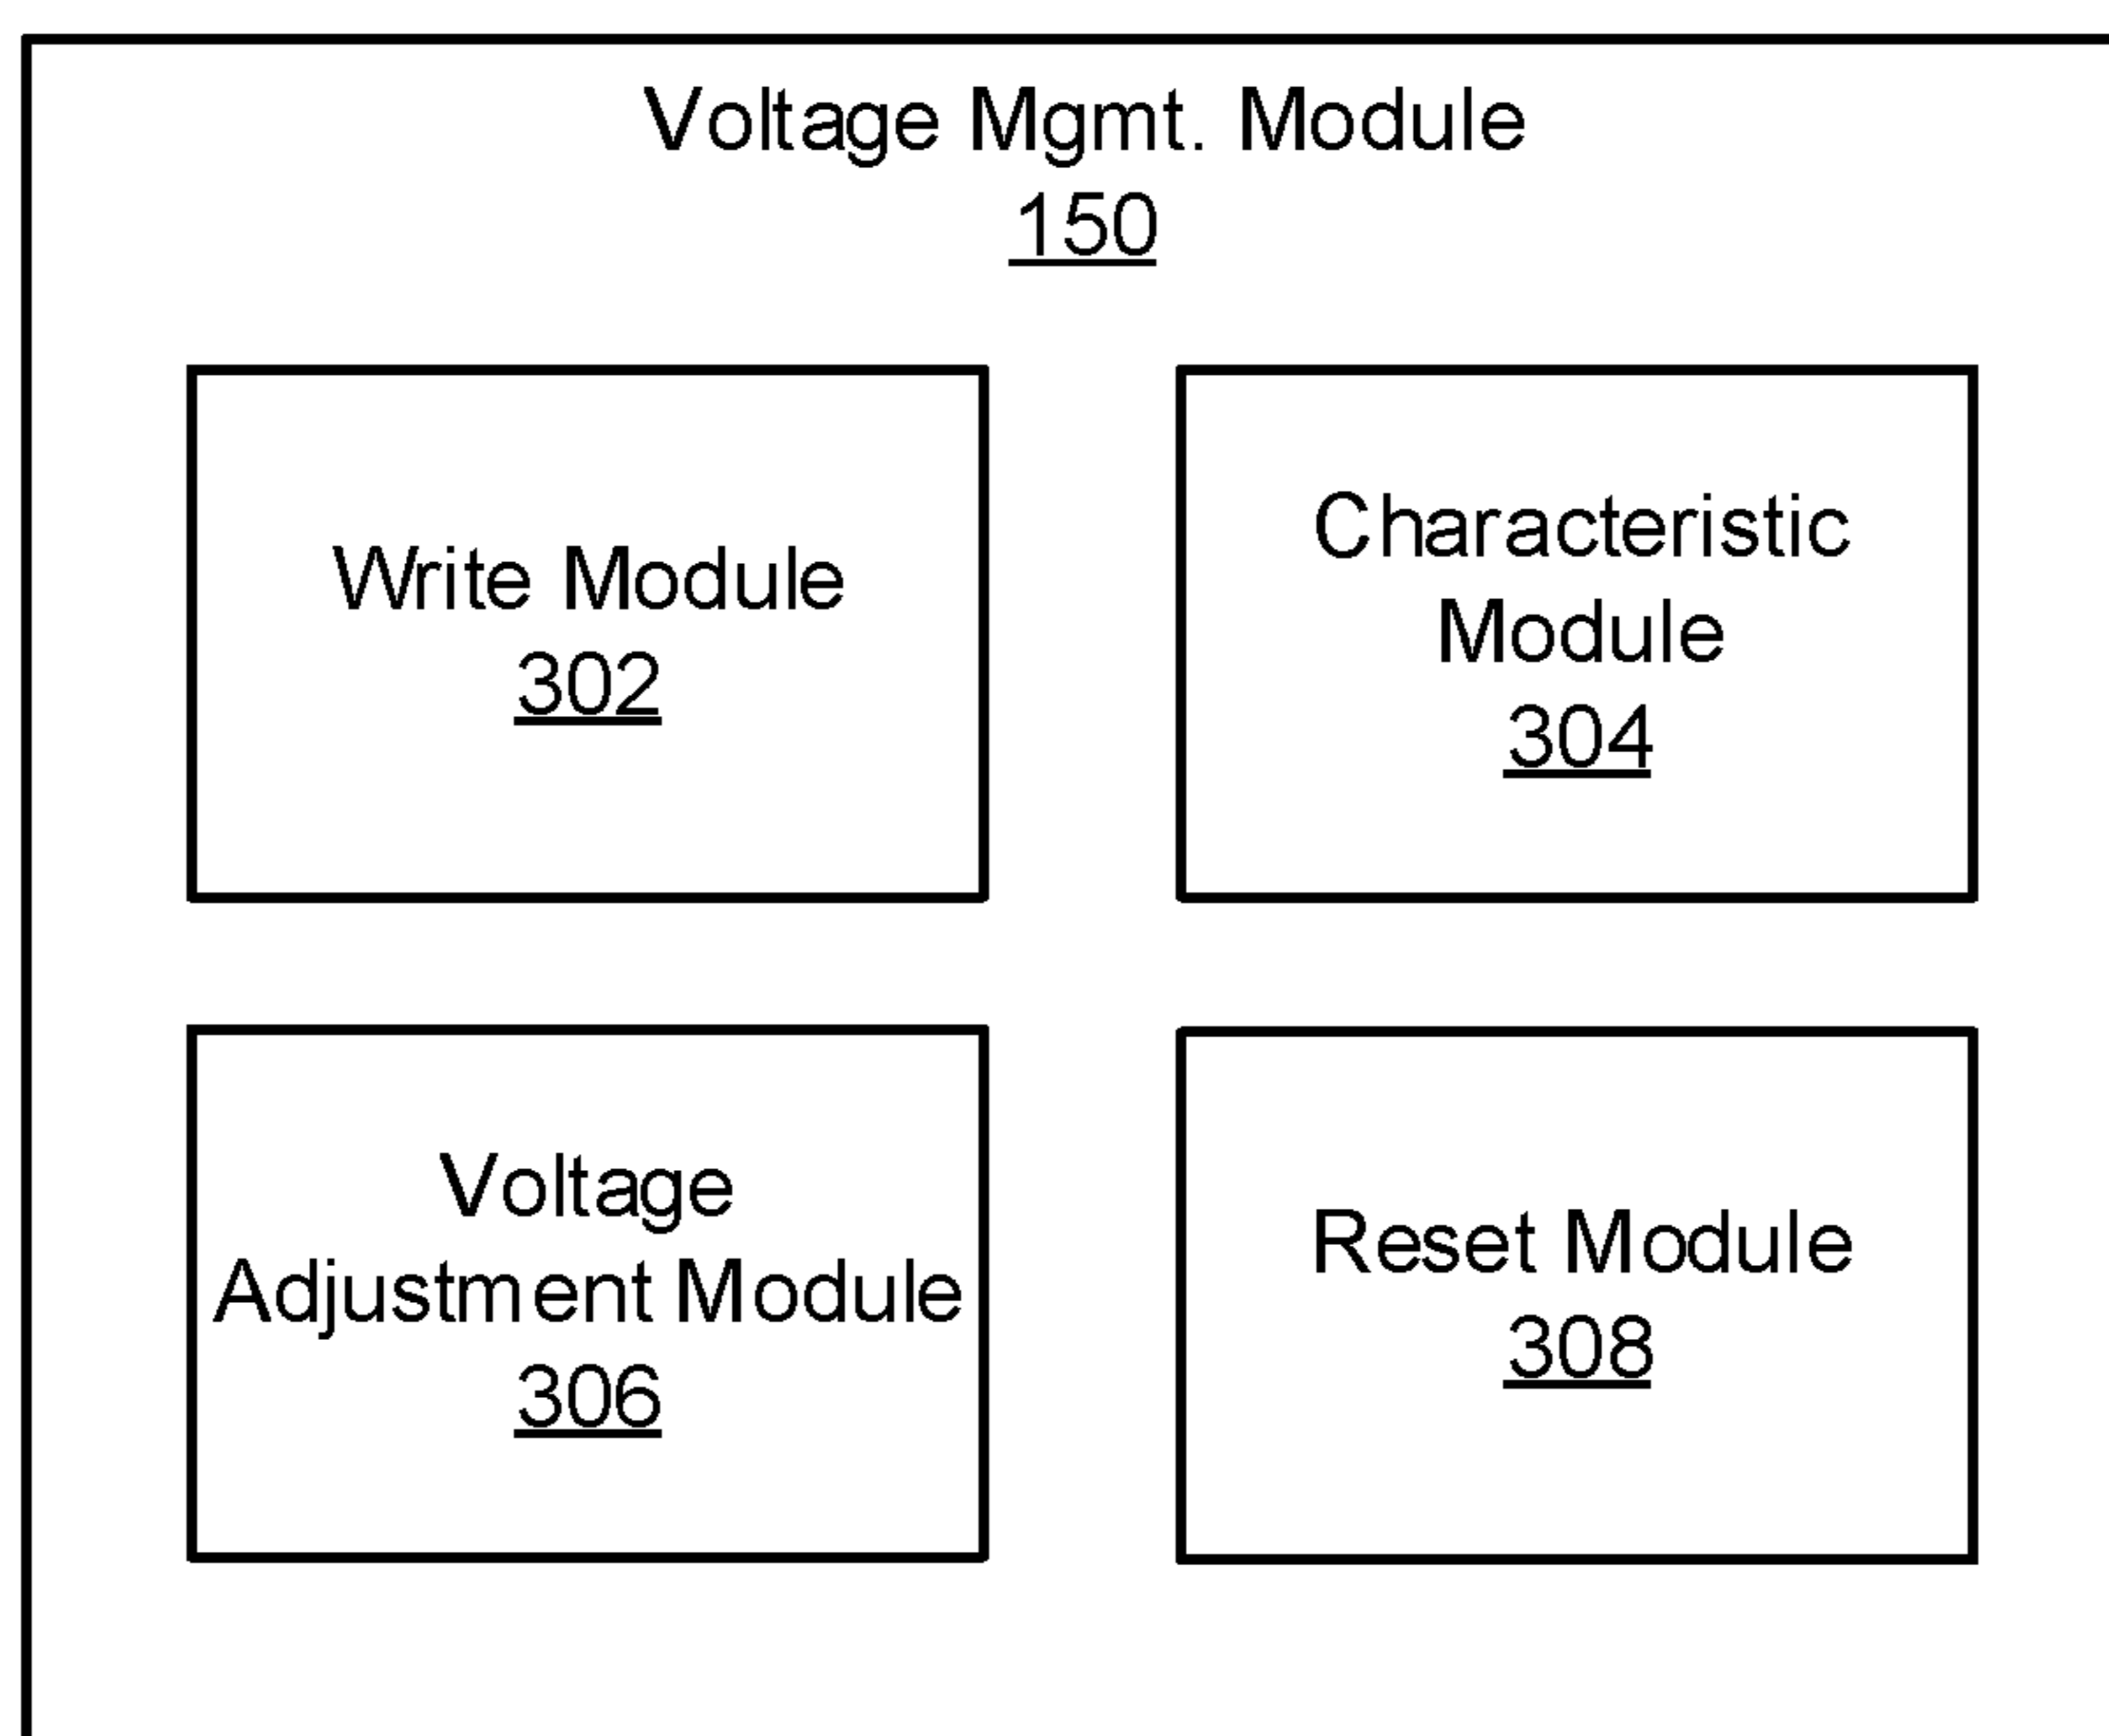 Voltage Mgmt. Module
150
Write Module
302
Characteristic
Module
304
Voltage
Adjustment Module
306
Reset Module
308